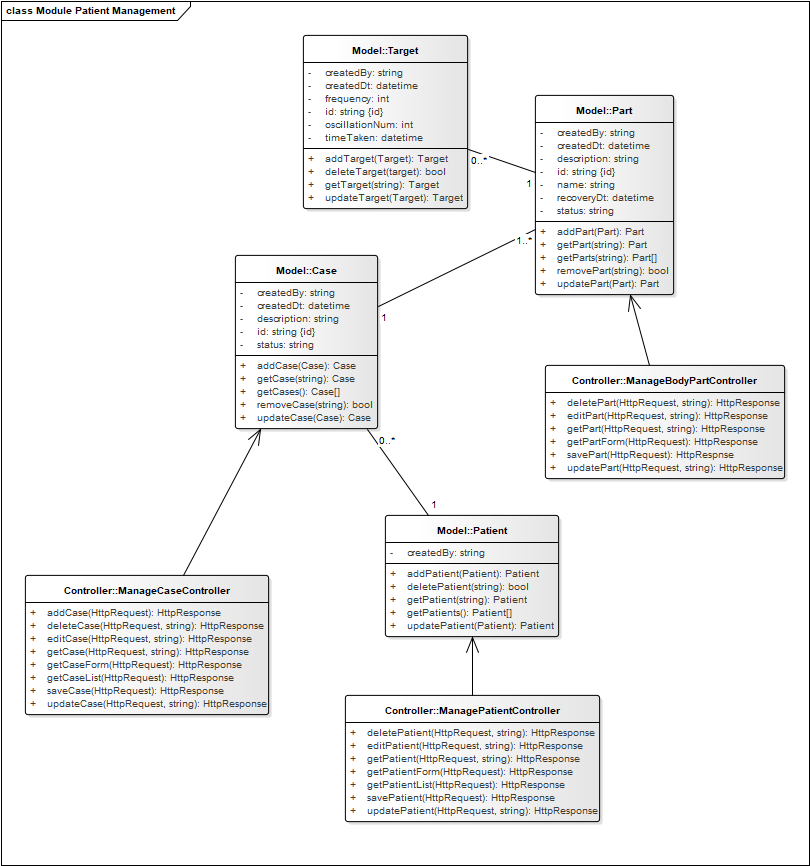 class Module Patient Management
Model::Target
- createdBy: string
- createdDt: datetime
- frequency: int
- id: string {id}
- oscillationNum: int
- timeTaken: datetime
+ addTarget(Target): Target
+ deleteTarget(target): bool
+ getTarget(string): Target
+ updateTarget(Target): Target
0..*
1
Model::Part
- createdBy: string
- createdDt: datetime
- description: string
- id: string {id}
- name: string
- recoveryDt: datetime
- status: string
+ addPart(Part): Part
+ getPart(string): Part
+ getParts(string): Part[]
+ removePart(string): bool
+ updatePart(Part): Part
1..*
1
Model::Case
- createdBy: string
- createdDt: datetime
- description: string
- id: string {id}
- status: string
+ addCase(Case): Case
+ getCase(string): Case
+ getCases(): Case[]
+ removeCase(string): bool
+ updateCase(Case): Case
Controller::ManageBodyPartController
+ deletePart(HttpRequest, string): HttpResponse
+ editPart(HttpRequest, string): HttpResponse
+ getPart(HttpRequest, string): HttpResponse
+ getPartForm(HttpRequest): HttpResponse
+ savePart(HttpRequest): HttpRespnse
+ updatePart(HttpRequest, string): HttpResponse
0..*
1
Model::Patient
- createdBy: string
+ addPatient(Patient): Patient
+ deletePatient(string): bool
+ getPatient(string): Patient
+ getPatients(): Patient[]
+ updatePatient(Patient): Patient
Controller::ManageCaseController
+ addCase(HttpRequest): HttpResponse
+ deleteCase(HttpRequest, string): HttpResponse
+ editCase(HttpRequest, string): HttpResponse
+ getCase(HttpRequest, string): HttpResponse
+ getCaseForm(HttpRequest): HttpResponse
+ getCaseList(HttpRequest): HttpResponse
+ saveCase(HttpRequest): HttpResponse
+ updateCase(HttpRequest, string): HttpResponse
Controller::ManagePatientController
+ deletePatient(HttpRequest, string): HttpResponse
+ editPatient(HttpRequest, string): HttpResponse
+ getPatient(HttpRequest, string): HttpResponse
+ getPatientForm(HttpRequest): HttpResponse
+ getPatientList(HttpRequest): HttpResponse
+ savePatient(HttpRequest): HttpResponse
+ updatePatient(HttpRequest, string): HttpResponse